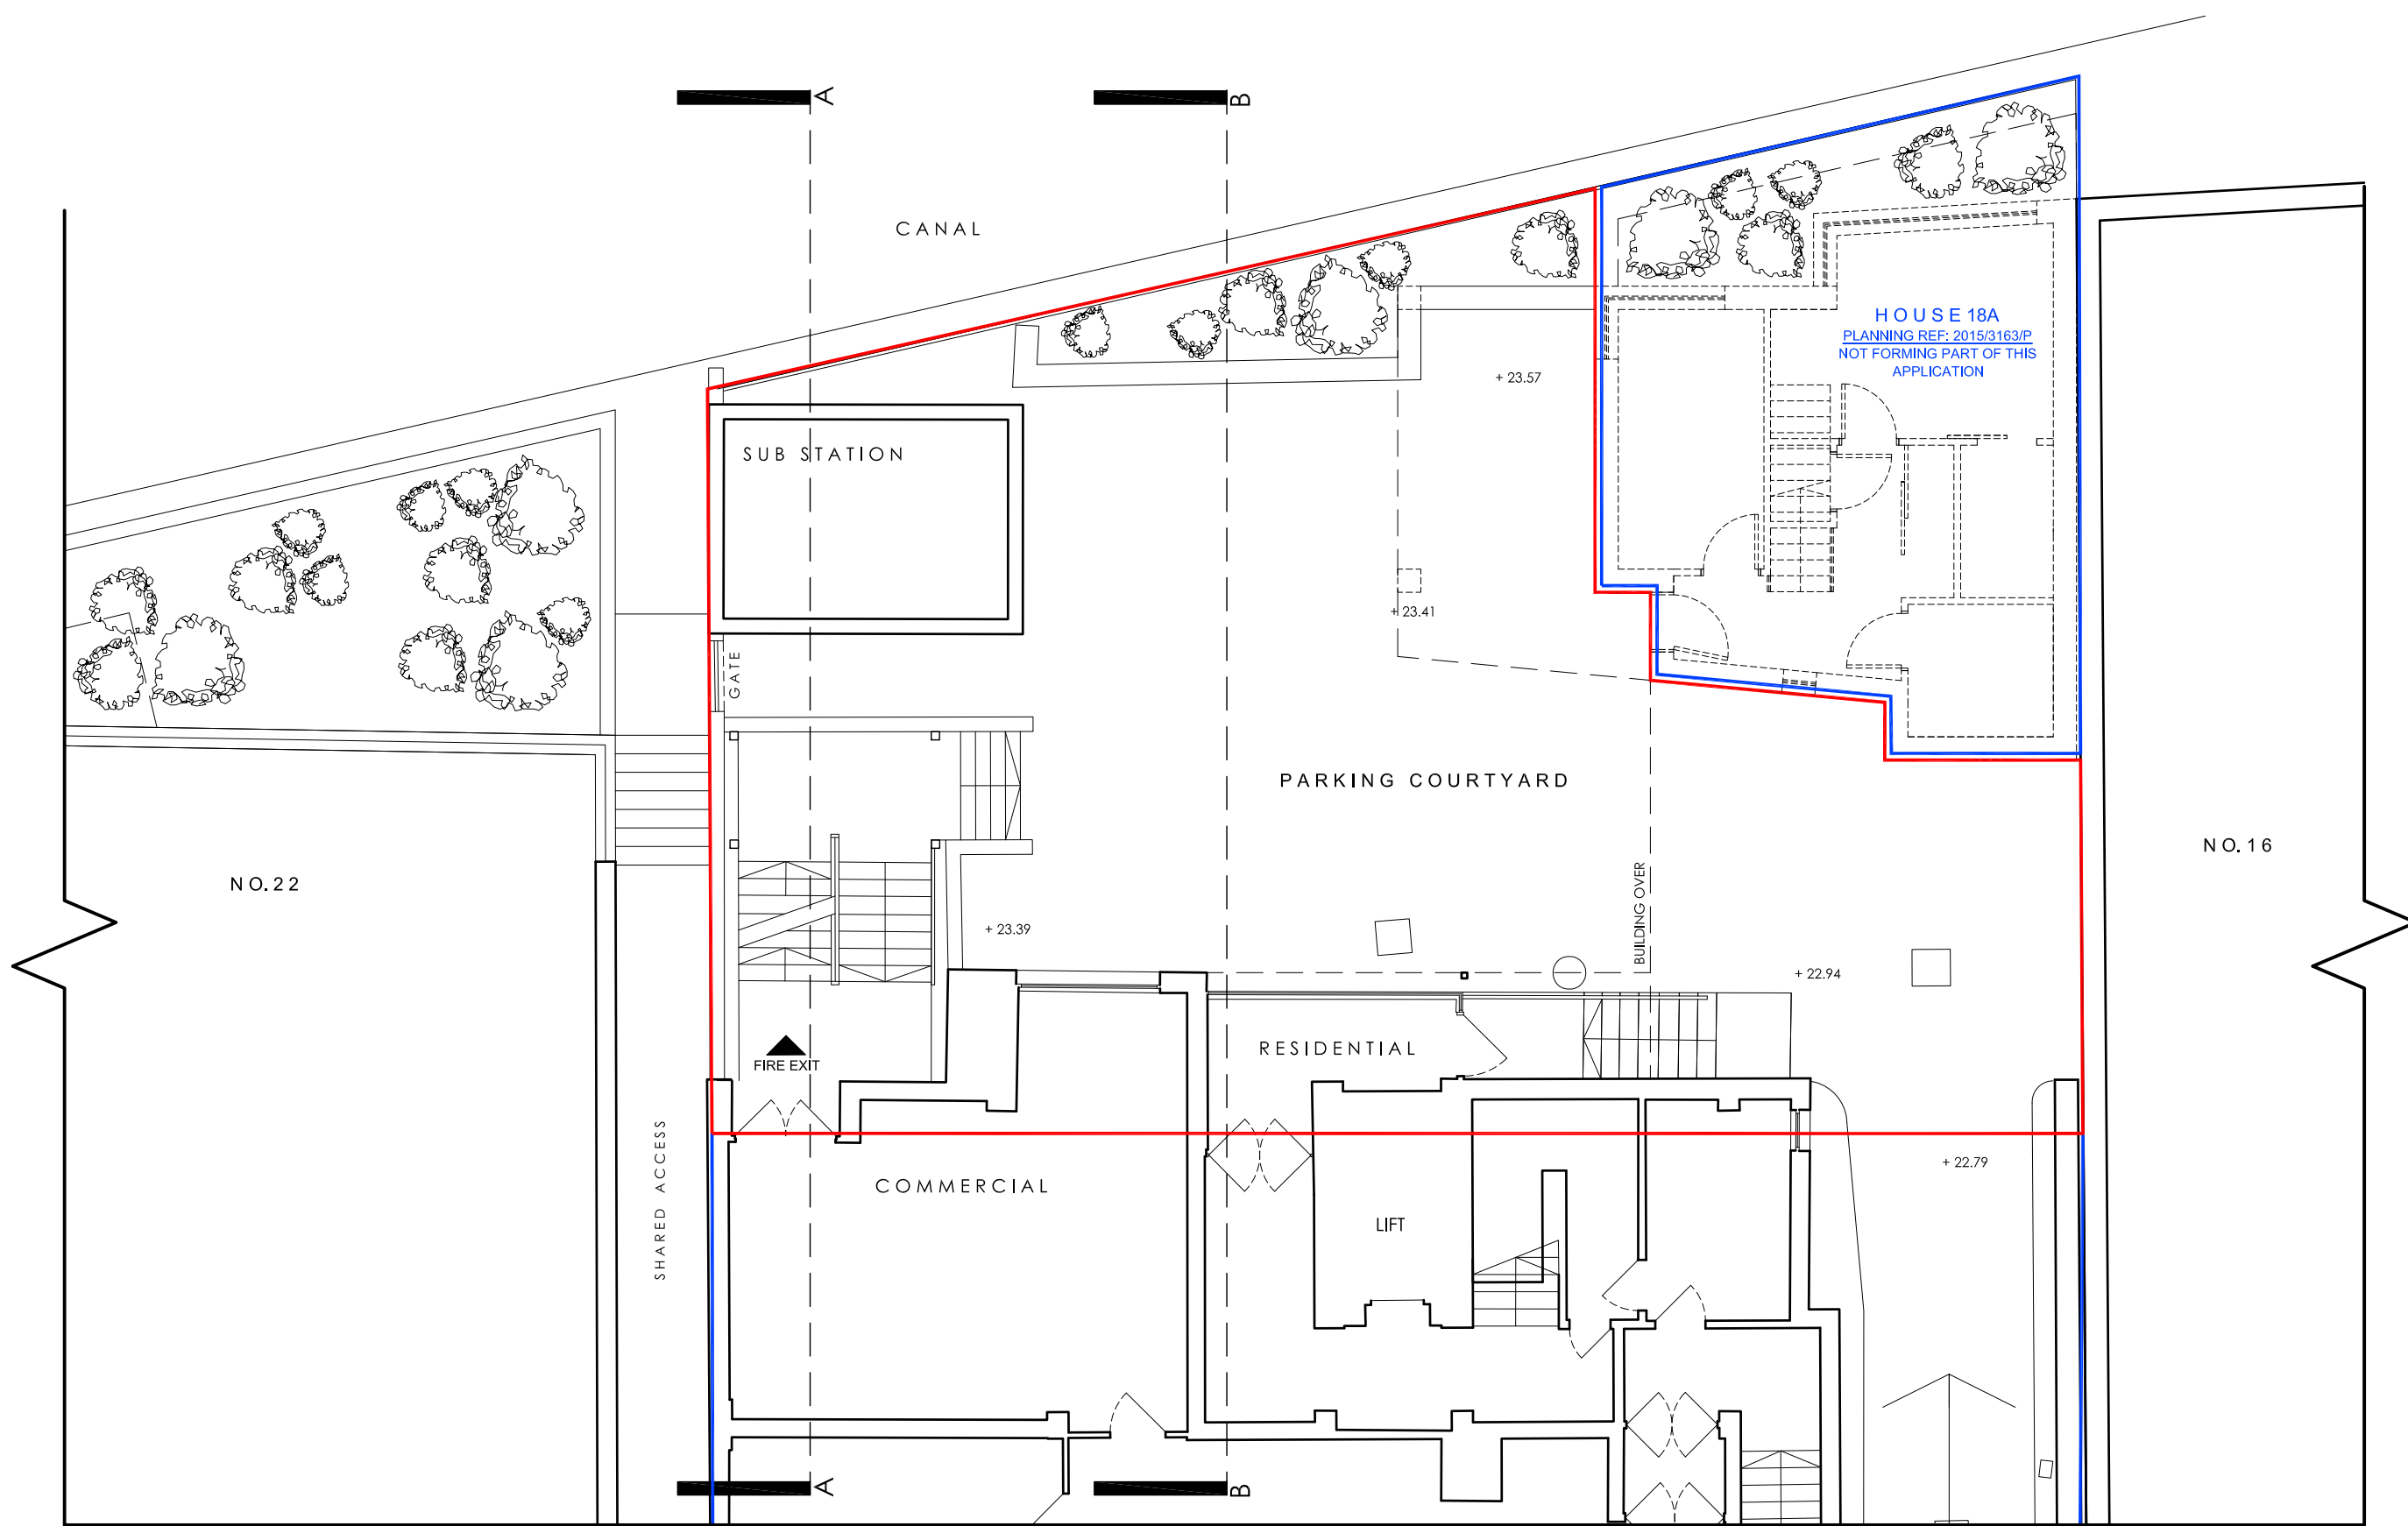 A
B
CANAL
HOUSE 18A
PLANNING REF: 2015/3163/P
NOT FORMING PART OF THIS
APPLICATION
+ 23.57
SUB STATION
+ 23.41
GATE
PARKING COURTYARD
NO.22
NO.16
BUILDING OVER
+ 23.39
+ 22.94
FIRE EXIT
RESIDENTIAL
SHARED ACCESS
COMMERCIAL
+ 22.79
LIFT
A
B